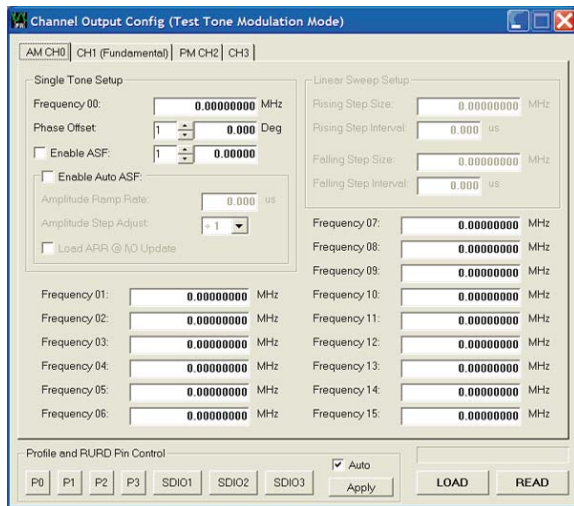 Channel Output Config (Test Tone Modulation Mode)
AM CH0 CH1 (Fundamental) PM CH2 CH3
Single Tone Setup
Frequency 00: 0.00000000 MHz
Phase Offset: 1 0.000 Deg
Enable ASF: 1 0.00000
Enable Auto ASF:
Amplitude Ramp Rate: 0.000 us
Amplitude Step Adjust: + 1
Load ARR @ I\O Update
Linear Sweep Setup
Rising Step Size: 0.00000000 MHz
Rising Step Interval: 0.000 us
Falling Step Size: 0.00000000 MHz
Falling Step Interval: 0.000 us
Frequency 01: 0.00000000 MHz
Frequency 02: 0.00000000 MHz
Frequency 03: 0.00000000 MHz
Frequency 04: 0.00000000 MHz
Frequency 05: 0.00000000 MHz
Frequency 06: 0.00000000 MHz
Frequency 07: 0.00000000 MHz
Frequency 08: 0.00000000 MHz
Frequency 09: 0.00000000 MHz
Frequency 10: 0.00000000 MHz
Frequency 11: 0.00000000 MHz
Frequency 12: 0.00000000 MHz
Frequency 13: 0.00000000 MHz
Frequency 14: 0.00000000 MHz
Frequency 15: 0.00000000 MHz
Profile and RURD Pin Control
P0 P1 P2 P3 SDIO1 SDIO2 SDIO3
Auto
Apply
LOAD READ